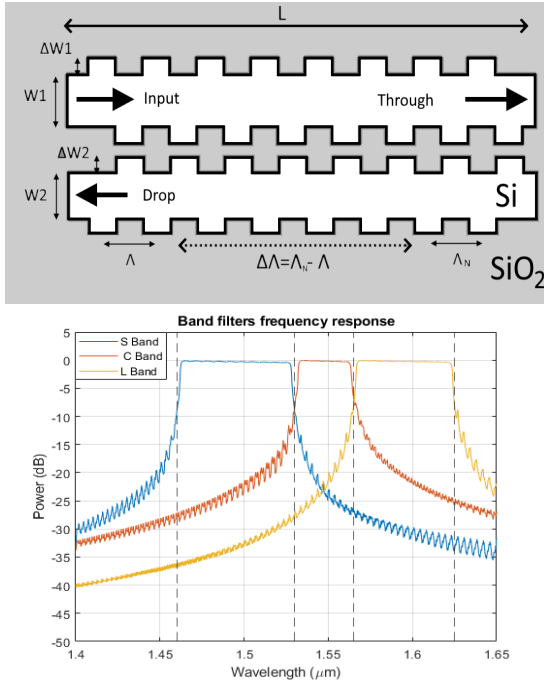 L
ΔW1
W1
Input
Through
ΔW2
W2
Drop
Si
Λ
ΔΛ=Λ_N- Λ
Λ_N
SiO₂
Band filters frequency response
S Band
C Band
L Band
Power (dB)
5
0
-5
-10
-15
-20
-25
-30
-35
-40
-45
-50
1.4
1.45
1.5
1.55
1.6
1.65
Wavelength (μm)